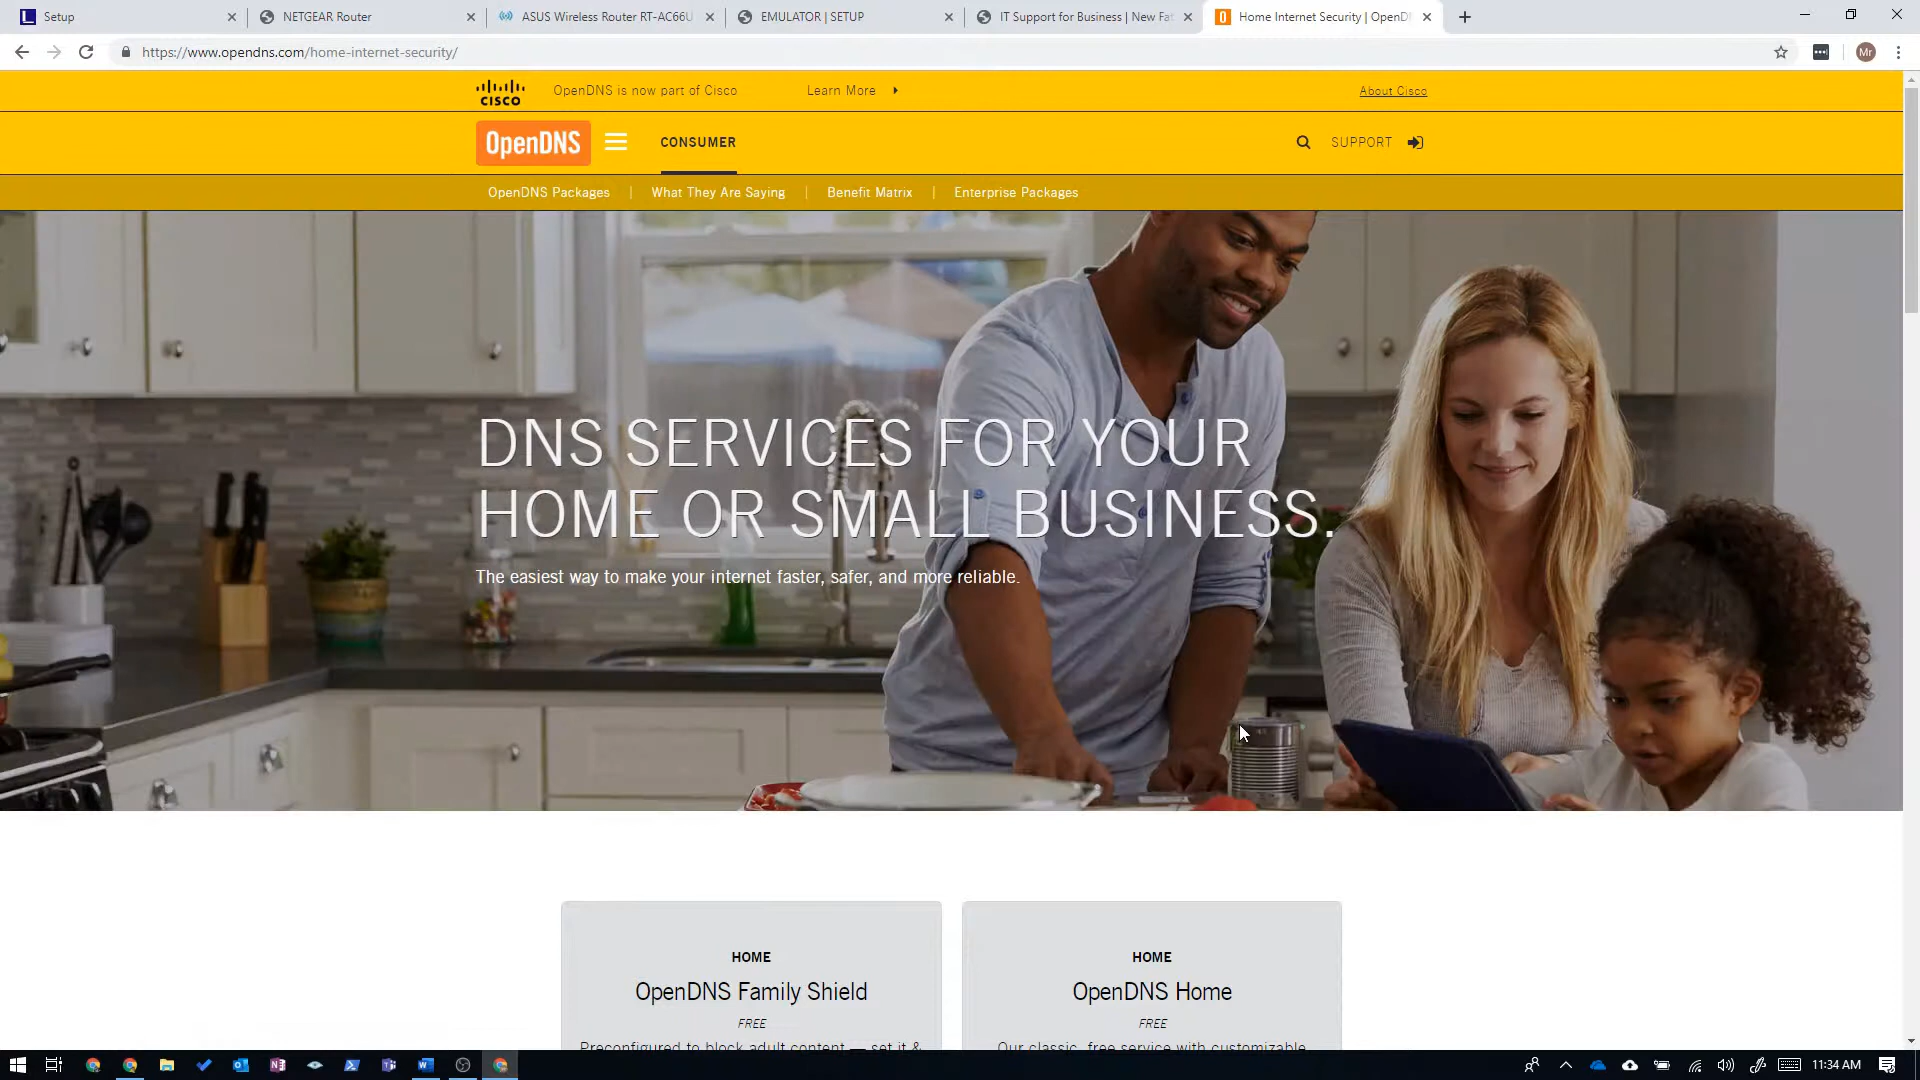 Setup
NETGEAR Router
ASUS Wireless Router RT-AC66U
EMULATOR | SETUP
IT Support for Business | New Fat
Home Internet Security | OpenD
https://www.opendns.com/home-internet-security/
Mr
CISCO
OpenDNS is now part of Cisco
Learn More
About Cisco
OpenDNS
CONSUMER
SUPPORT
OpenDNS Packages | What They Are Saying | Benefit Matrix | Enterprise Packages
DNS SERVICES FOR YOUR
HOME OR SMALL BUSINESS.
The easiest way to make your internet faster, safer, and more reliable.
HOME
OpenDNS Family Shield
FREE
Preconfigured to block adult content — set it &
HOME
OpenDNS Home
FREE
Our classic, free service with customizable
11:34 AM